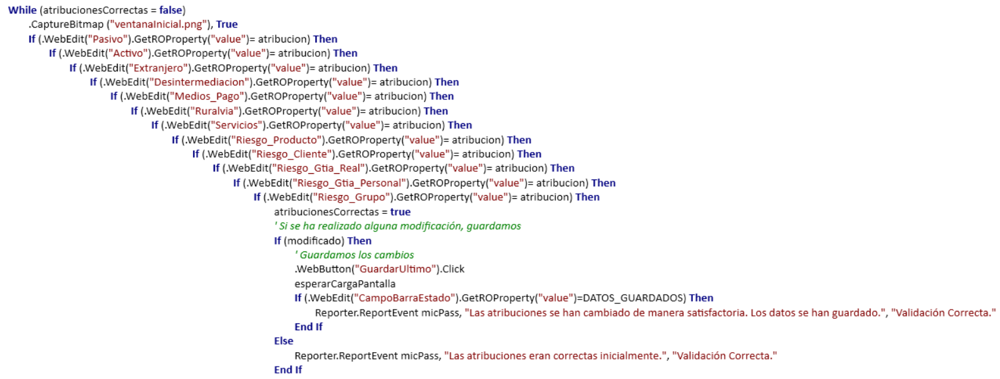 While (atribucionesCorrectas = false)
.CaptureBitmap ("ventanaInicial.png"), True
If (.WebEdit("Pasivo").GetROProperty("value")= atribucion) Then
If (.WebEdit("Activo").GetROProperty("value")= atribucion) Then
If (.WebEdit("Extranjero").GetROProperty("value")= atribucion) Then
If (.WebEdit("Desintermediacion").GetROProperty("value")= atribucion) Then
If (.WebEdit("Medios_Pago").GetROProperty("value")= atribucion) Then
If (.WebEdit("Ruralvia").GetROProperty("value")= atribucion) Then
If (.WebEdit("Servicios").GetROProperty("value")= atribucion) Then
If (.WebEdit("Riesgo_Producto").GetROProperty("value")= atribucion) Then
If (.WebEdit("Riesgo_Cliente").GetROProperty("value")= atribucion) Then
If (.WebEdit("Riesgo_Gtia_Real").GetROProperty("value")= atribucion) Then
If (.WebEdit("Riesgo_Gtia_Personal").GetROProperty("value")= atribucion) Then
If (.WebEdit("Riesgo_Grupo").GetROProperty("value")= atribucion) Then
atribucionesCorrectas = true
' Si se ha realizado alguna modificación, guardamos
If (modificado) Then
' Guardamos los cambios
.WebButton("GuardarUltimo").Click
esperarCargaPantalla
If (.WebEdit("CampoBarraEstado").GetROProperty("value")=DATOS_GUARDADOS) Then
Reporter.ReportEvent micPass, "Las atribuciones se han cambiado de manera satisfactoria. Los datos se han guardado.", "Validación Correcta."
End If
Else
Reporter.ReportEvent micPass, "Las atribuciones eran correctas inicialmente.", "Validación Correcta."
End If